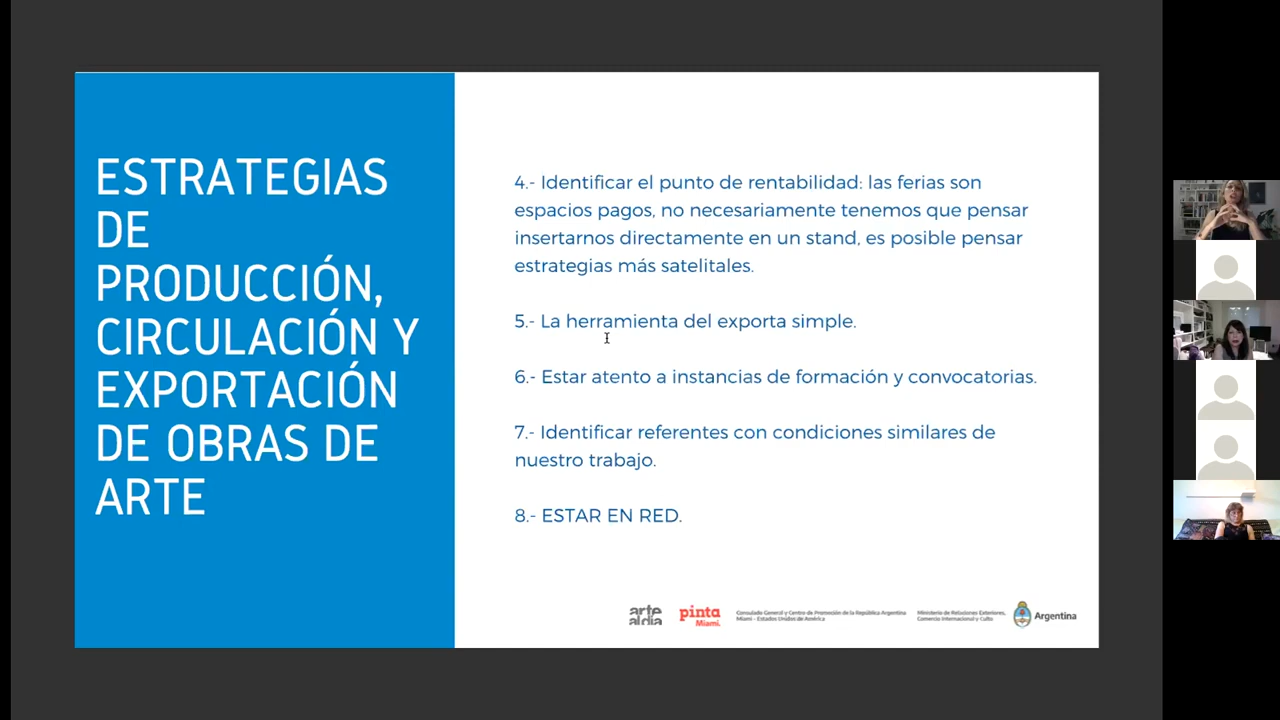 ESTRATEGIAS
DE
PRODUCCIÓN,
CIRCULACIÓN Y
EXPORTACIÓN
DE OBRAS DE
ARTE
4.- Identificar el punto de rentabilidad: las ferias son
espacios pagos, no necesariamente tenemos que pensar
insertarnos directamente en un stand, es posible pensar
estrategias más satelitales.
5.- La herramienta del exporta simple.
6.- Estar atento a instancias de formación y convocatorias.
7.- Identificar referentes con condiciones similares de
nuestro trabajo.
8.- ESTAR EN RED.
arte
al día
pinta
Miami.
Consulado General y Centro de Promoción de la República Argentina
Miami - Estados Unidos de América
Ministerio de Relaciones Exteriores,
Comercio Internacional y Culto
Argentina